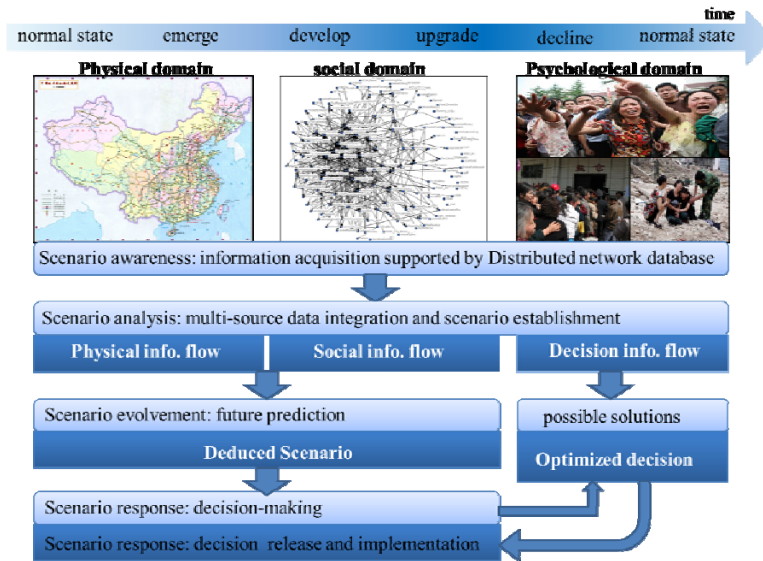 time
normal state emerge develop upgrade decline normal state
Physical domain social domain Psychological domain
Scenario awareness: information acquisition supported by Distributed network database
Scenario analysis: multi-source data integration and scenario establishment
Physical info. flow Social info. flow Decision info. flow
Scenario evolvement: future prediction
possible solutions
Deduced Scenario
Optimized decision
Scenario response: decision-making
Scenario response: decision release and implementation